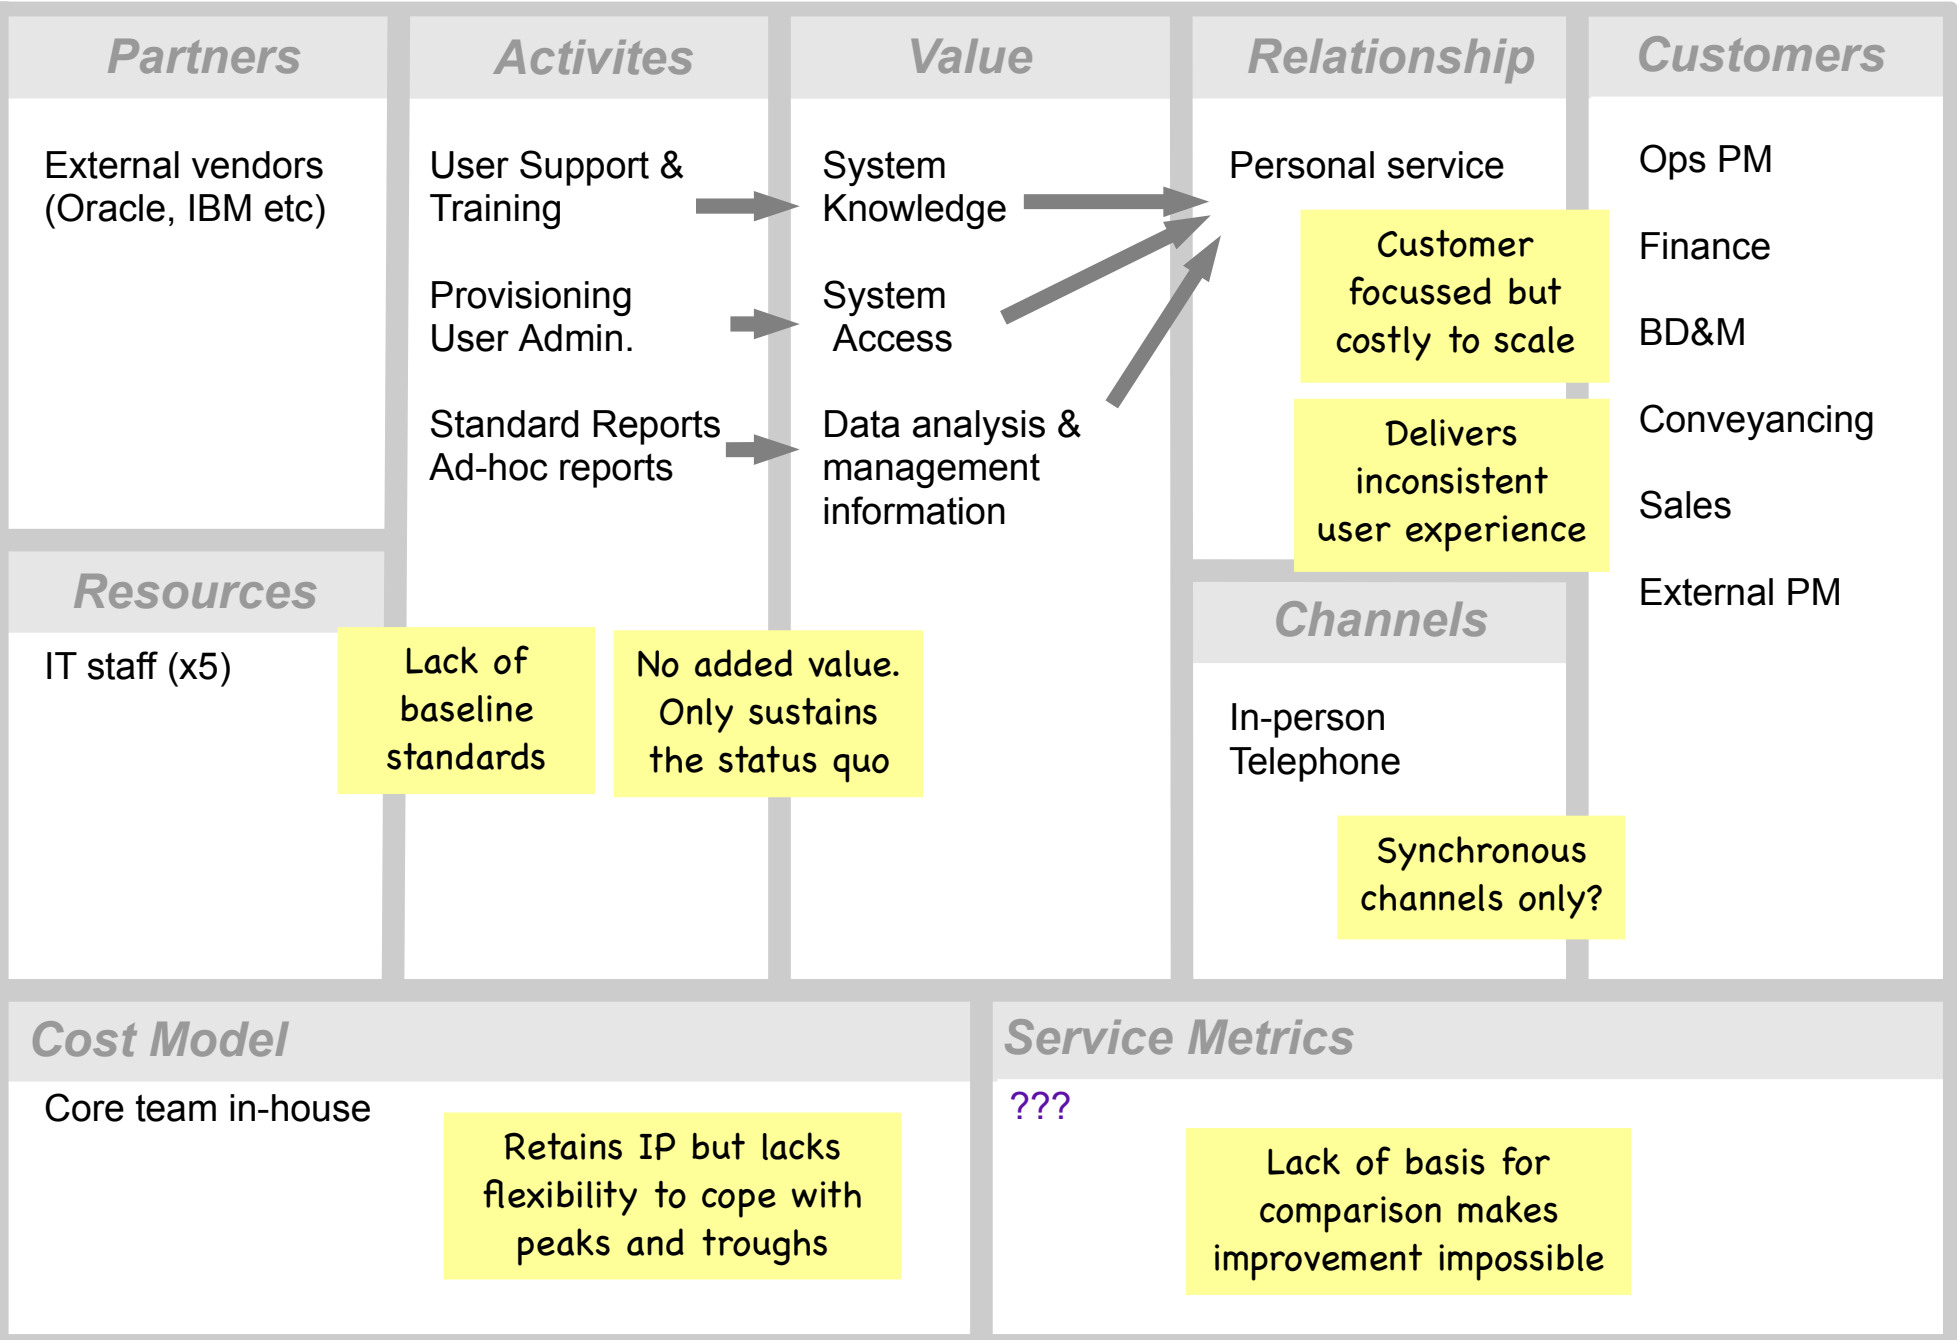 Partners
External vendors
(Oracle, IBM etc)
Resources
IT staff (x5)
Activites
User Support &
Training
Provisioning
User Admin.
Standard Reports
Ad-hoc reports
Lack of
baseline
standards
No added value.
Only sustains
the status quo
Value
System
Knowledge
System
Access
Data analysis &
management
information
Relationship
Personal service
Customer
focussed but
costly to scale
Delivers
inconsistent
user experience
Channels
In-person
Telephone
Synchronous
channels only?
Customers
Ops PM
Finance
BD&M
Conveyancing
Sales
External PM
Cost Model
Core team in-house
Retains IP but lacks
flexibility to cope with
peaks and troughs
Service Metrics
???
Lack of basis for
comparison makes
improvement impossible